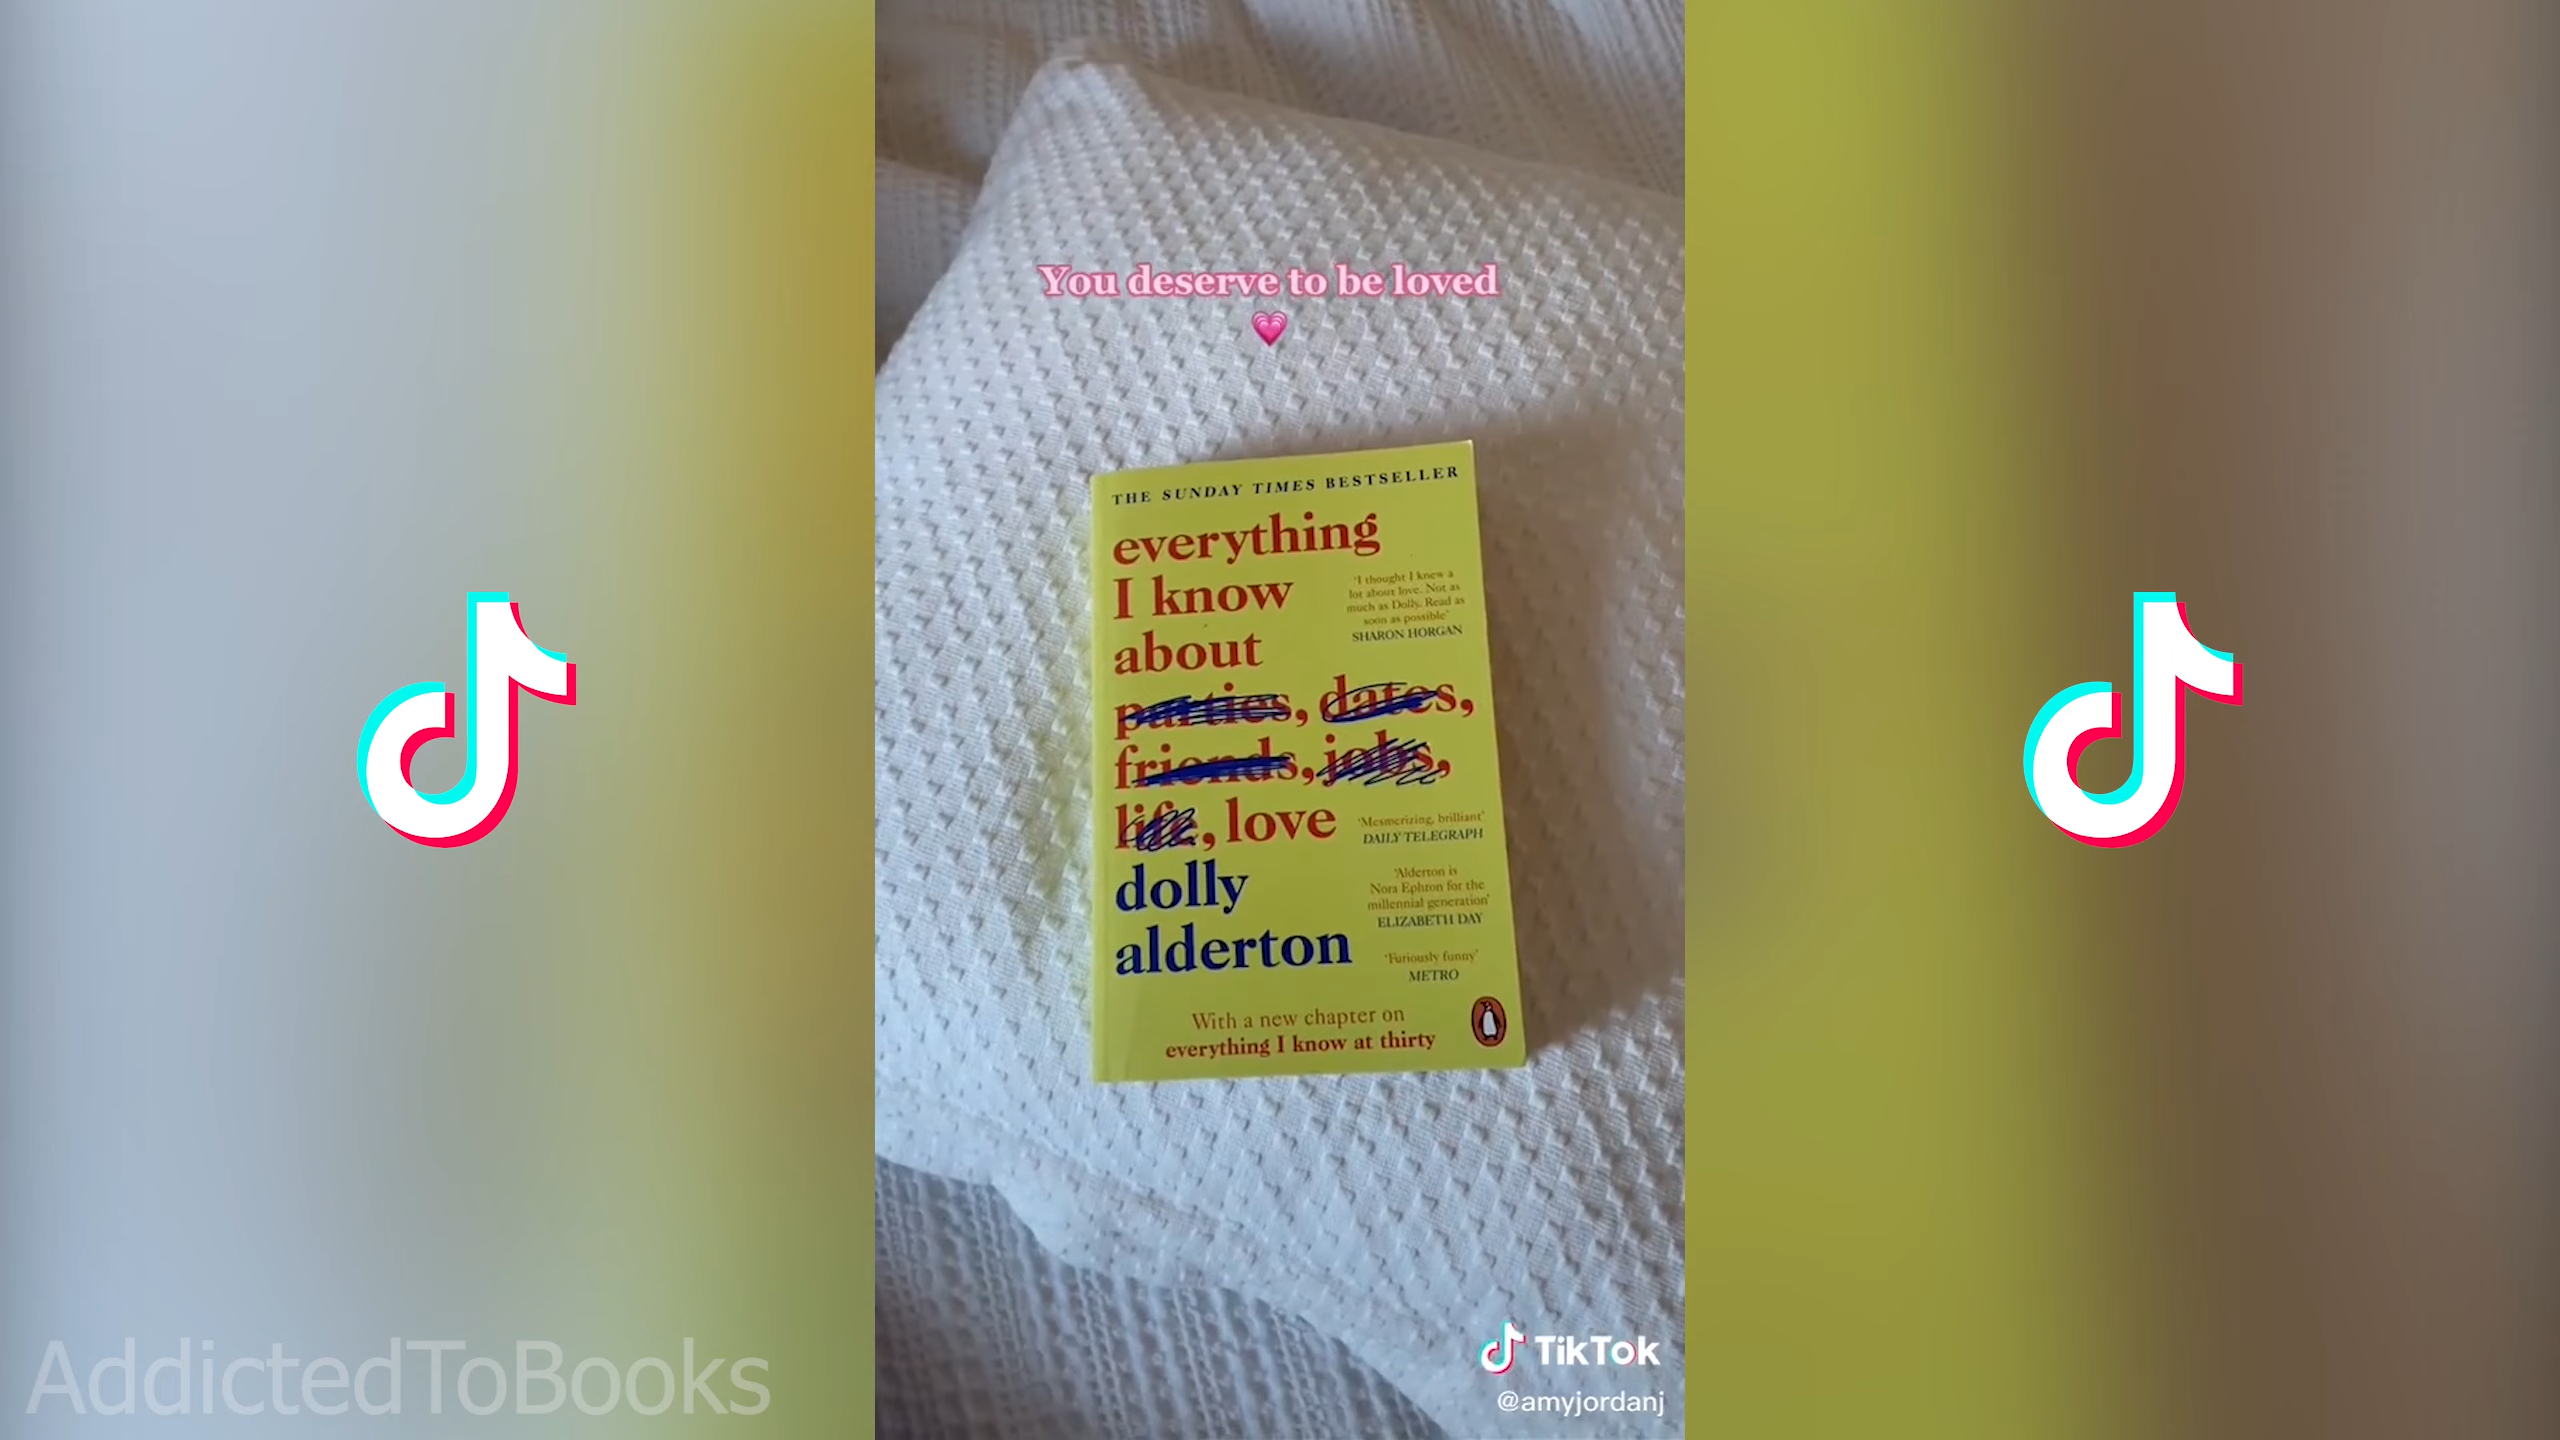 You deserve to be loved
THE SUNDAY TIMES BESTSELLER
everything
I know
about
parties, dates,
friends, jobs,
life, love
dolly
alderton
'I thought I knew a
lot about love. Not as
much as Dolly. Read as
soon as possible'
SHARON HORGAN
'Mesmerizing, brilliant'
DAILY TELEGRAPH
'Alderton is
Nora Ephron for the
millennial generation'
ELIZABETH DAY
'Furiously funny'
METRO
With a new chapter on
everything I know at thirty
TikTok
@amyjordanj
AddictedToBooks